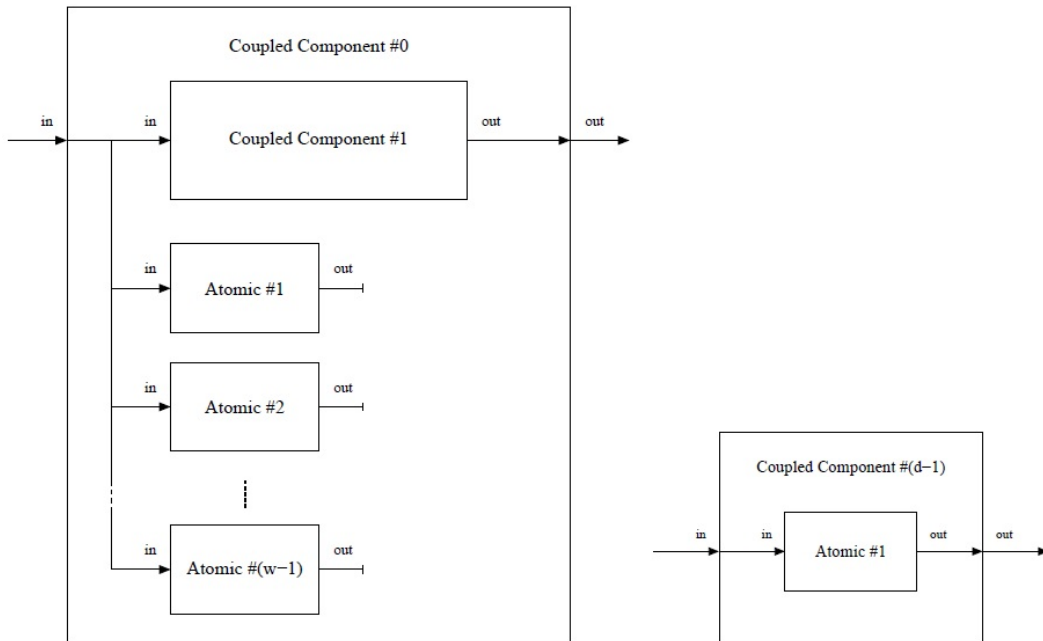 Coupled Component #0
in
in
Coupled Component #1
out
out
in
Atomic #1
out
in
Atomic #2
out
in
Atomic #(w−1)
out
Coupled Component #(d−1)
in
in
Atomic #1
out
out